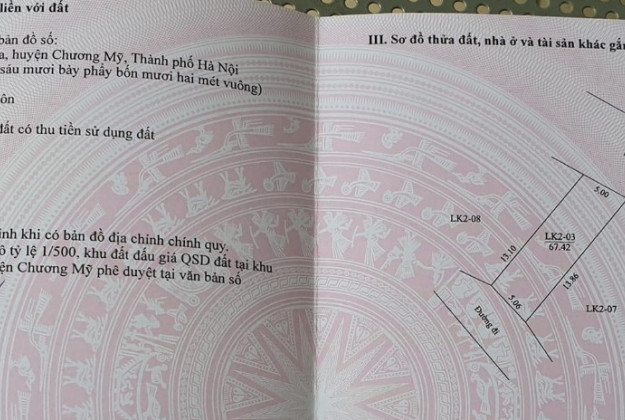 liền với đất
bản đồ số:
a, huyện Chương Mỹ, Thành phố Hà Nội
sáu mươi bảy phẩy bốn mươi hai mét vuông)
ôn
đất có thu tiền sử dụng đất
ịnh khi có bản đồ địa chính chính quy.
ồ tỷ lệ 1/500, khu đất đấu giá QSD đất tại khu
ện Chương Mỹ phê duyệt tại văn bản số
III. Sơ đồ thửa đất, nhà ở và tài sản khác gắn
5.00
LK2-08
LK2-03
67.42
13.10
13.86
5.06
LK2-07
Đường đi